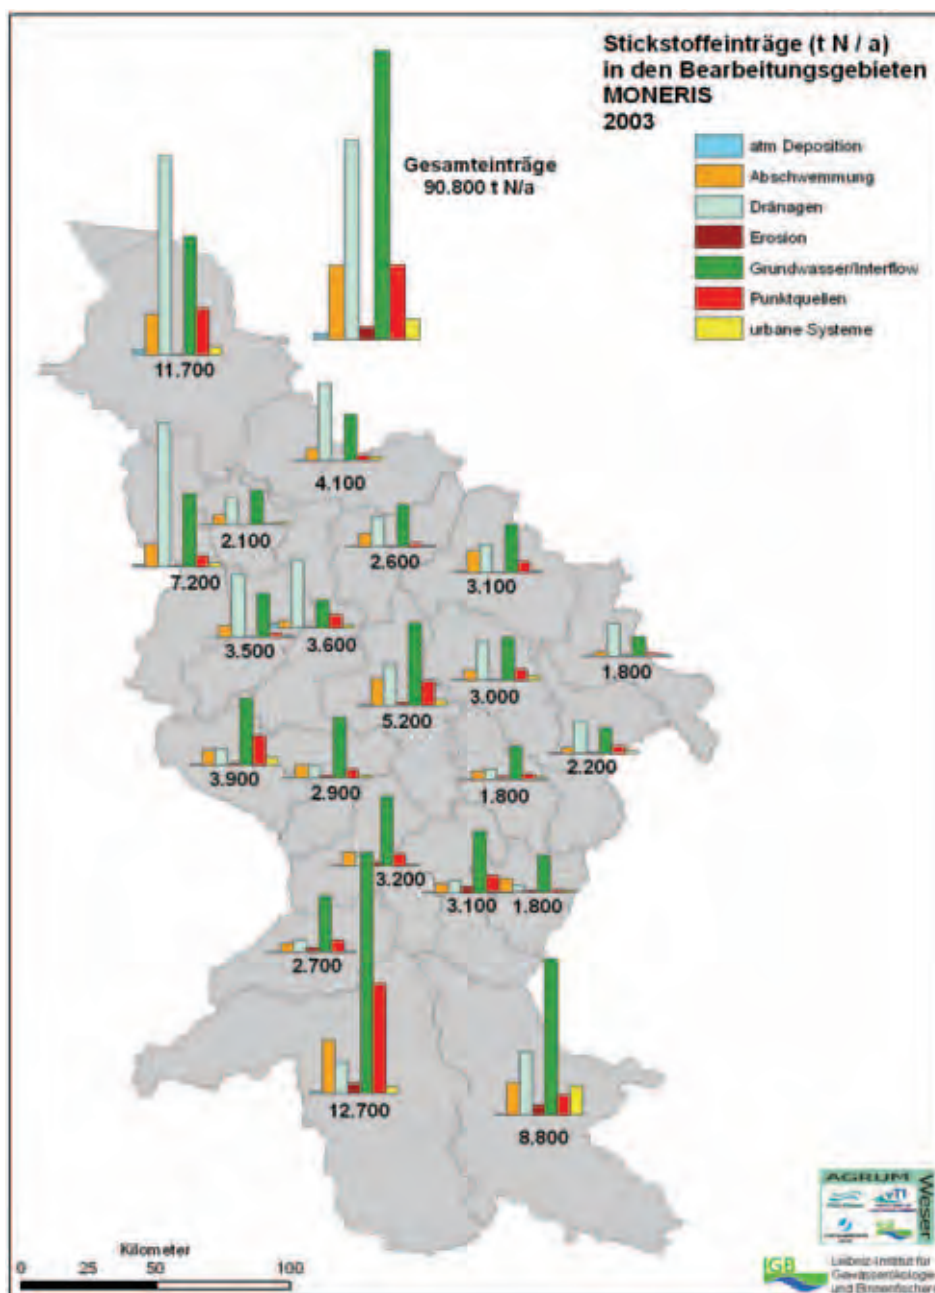 Stickstoffeinträge (t N / a)
in den Bearbeitungsgebieten
MONERIS
2003
atm Deposition
Abschwemmung
Dränagen
Erosion
Grundwasser/Interflow
Punktquellen
urbane Systeme
Gesamteinträge
90.800 t N/a
11.700
4.100
2.100
2.600
3.100
7.200
3.500
3.600
1.800
3.000
5.200
3.900
2.900
1.800
2.200
3.200
3.100
1.800
2.700
12.700
8.800
Kilometer
0 25 50 100
AGRUM
Weser
vTI
IGB
Leibniz-Institut für
Gewässerökologie
und Binnenfischerei